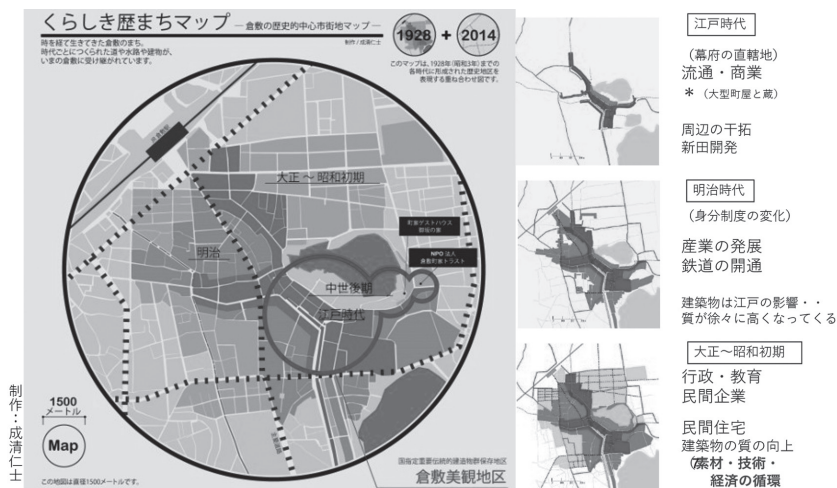 くらしき歴まちマップ ― 倉敷の歴史的中心市街地マップ ―
時を経て生きてきた倉敷のまち。
時代ごとにつくられた道や水路や建物が、
いまの倉敷に受け継がれています。
制作 / 成清仁士
1928 + 2014
このマップは、1928年(昭和3年)までの
各時代に形成された歴史地区を
表現する重ね合わせ図です。
大正 ～ 昭和初期
町家ゲストハウス
NPO 法人
倉敷町家トラスト
明治
中世後期
江戸時代
1500
メートル
Map
この地図は直径1500メートルです。
国指定重要伝統的建造物群保存地区
倉敷美観地区
制作：成清仁士
江戸時代
（幕府の直轄地）
流通・商業
＊（大型町屋と蔵）
周辺の干拓
新田開発
明治時代
（身分制度の変化）
産業の発展
鉄道の開通
建築物は江戸の影響・・
質が徐々に高くなってくる
大正～昭和初期
行政・教育
民間企業
民間住宅
建築物の質の向上
（素材・技術・
経済の循環